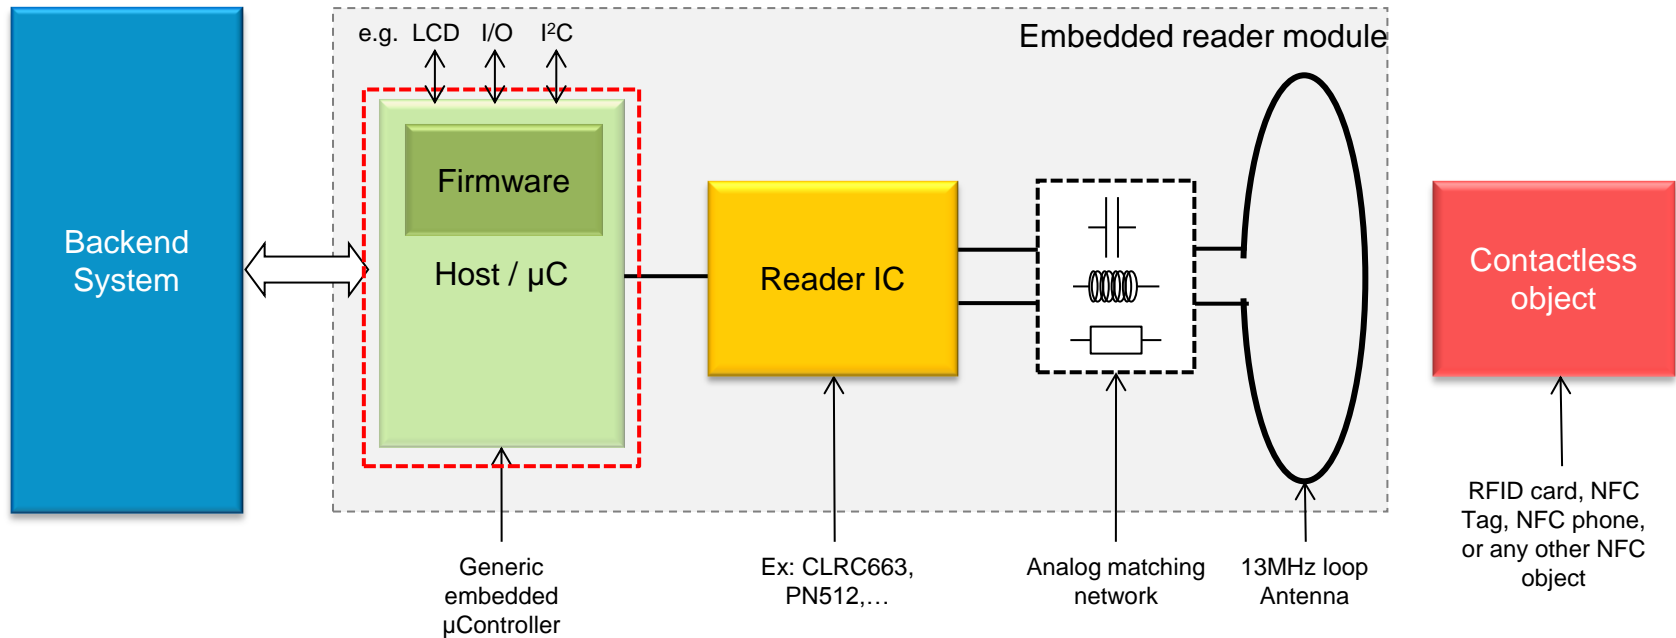 e.g. LCD I/O I²C
Embedded reader module
Backend
System
Firmware
Host / µC
Reader IC
Contactless
object
Generic
embedded
µController
Ex: CLRC663,
PN512,…
Analog matching
network
13MHz loop
Antenna
RFID card, NFC
Tag, NFC phone,
or any other NFC
object